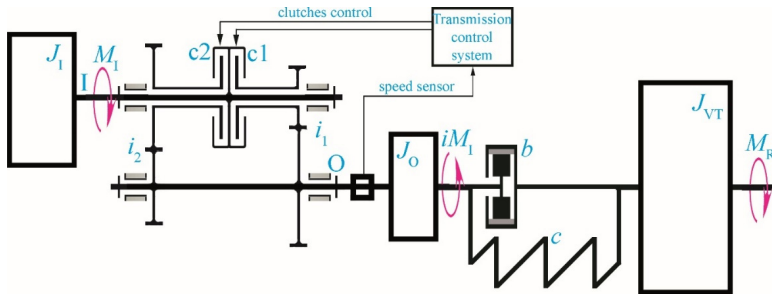 clutches control
Transmission
control
system
speed sensor
c2
c1
J1
M1
I
i1
i2
O
JO
iM1
b
c
JVT
MR